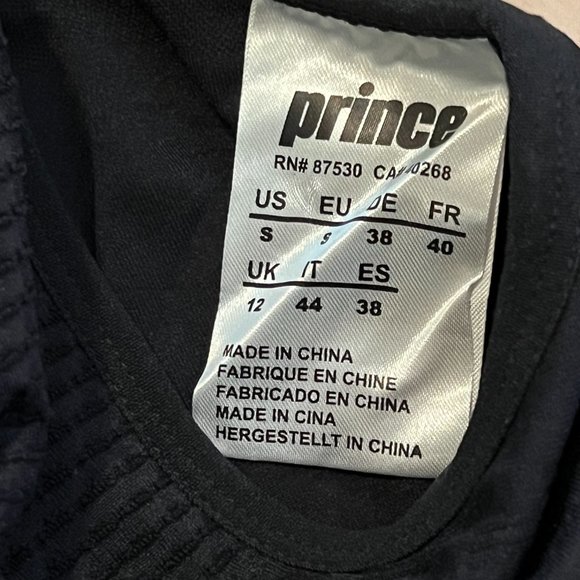 prince
RN# 87530
US EU DE FR
S S 38 40
UK IT ES
12 44 38
MADE IN CHINA
FABRIQUE EN CHINE
FABRICADO EN CHINA
MADE IN CINA
HERGESTELLT IN CHINA